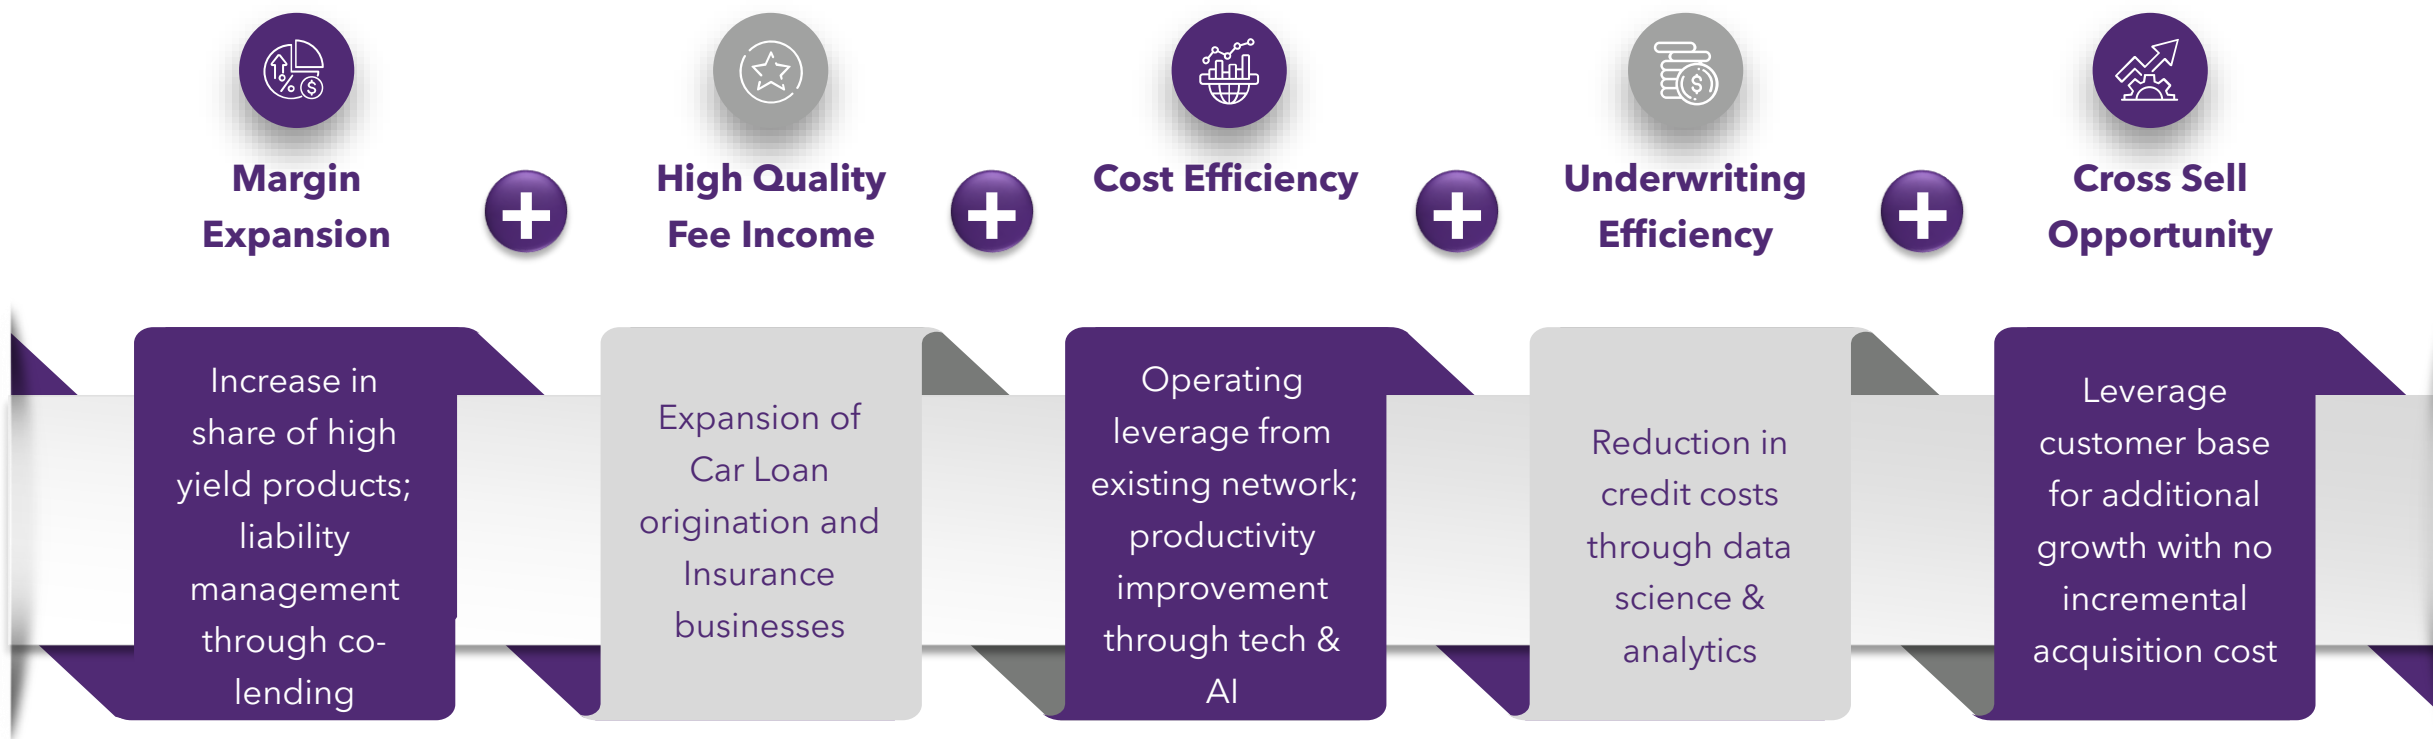 Margin
Expansion
High Quality
Fee Income
Cost Efficiency
Underwriting
Efficiency
Cross Sell
Opportunity
Increase in
share of high
yield products;
liability
management
through co-
lending
Expansion of
Car Loan
origination and
Insurance
businesses
Operating
leverage from
existing network;
productivity
improvement
through tech &
AI
Reduction in
credit costs
through data
science &
analytics
Leverage
customer base
for additional
growth with no
incremental
acquisition cost